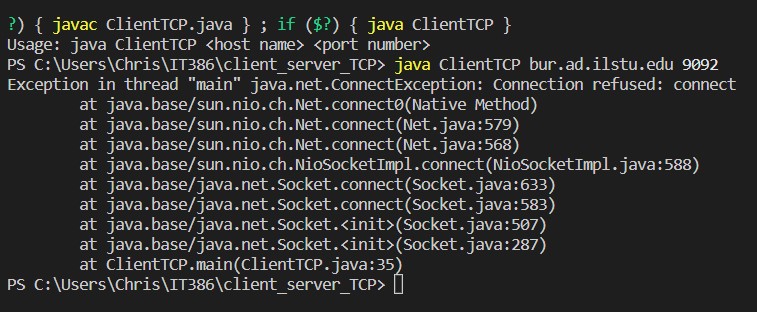 ?) { javac ClientTCP.java } ; if ($?) { java ClientTCP }
Usage: java ClientTCP <host name> <port number>
PS C:\Users\Chris\IT386\client_server_TCP> java ClientTCP bur.ad.ilstu.edu 9092
Exception in thread "main" java.net.ConnectException: Connection refused: connect
        at java.base/sun.nio.ch.Net.connect0(Native Method)
        at java.base/sun.nio.ch.Net.connect(Net.java:579)
        at java.base/sun.nio.ch.Net.connect(Net.java:568)
        at java.base/sun.nio.ch.NioSocketImpl.connect(NioSocketImpl.java:588)
        at java.base/java.net.Socket.connect(Socket.java:633)
        at java.base/java.net.Socket.connect(Socket.java:583)
        at java.base/java.net.Socket.<init>(Socket.java:507)
        at java.base/java.net.Socket.<init>(Socket.java:287)
        at ClientTCP.main(ClientTCP.java:35)
PS C:\Users\Chris\IT386\client_server_TCP>